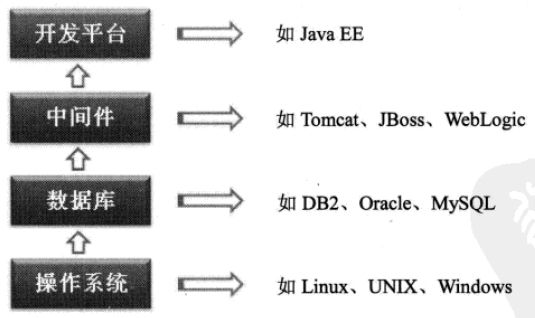 开发平台 如 Java EE
中间件 如 Tomcat、JBoss、WebLogic
数据库 如 DB2、Oracle、MySQL
操作系统 如 Linux、UNIX、Windows